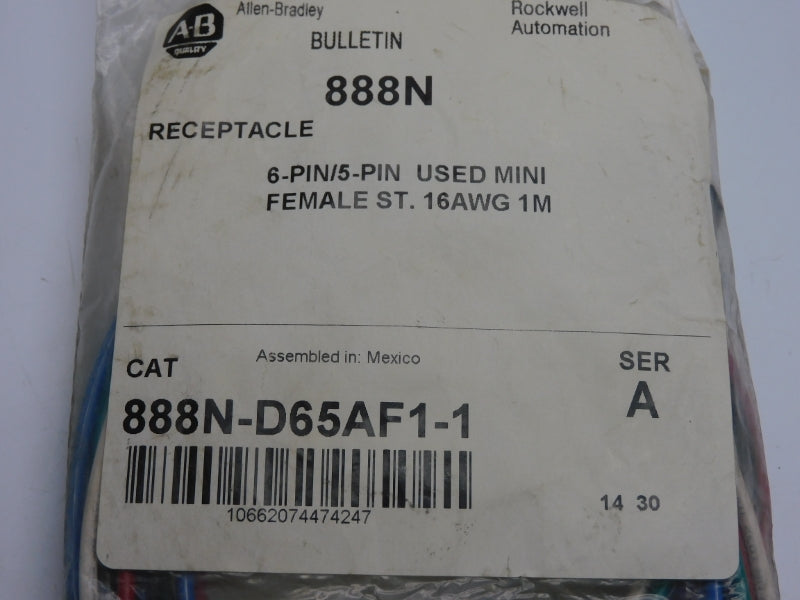 A-B
QUALITY
Allen-Bradley
Rockwell
Automation
BULLETIN
888N
RECEPTACLE
6-PIN/5-PIN USED MINI
FEMALE ST. 16AWG 1M
Assembled in: Mexico
CAT
SER
888N-D65AF1-1
A
10662074474247
14 30